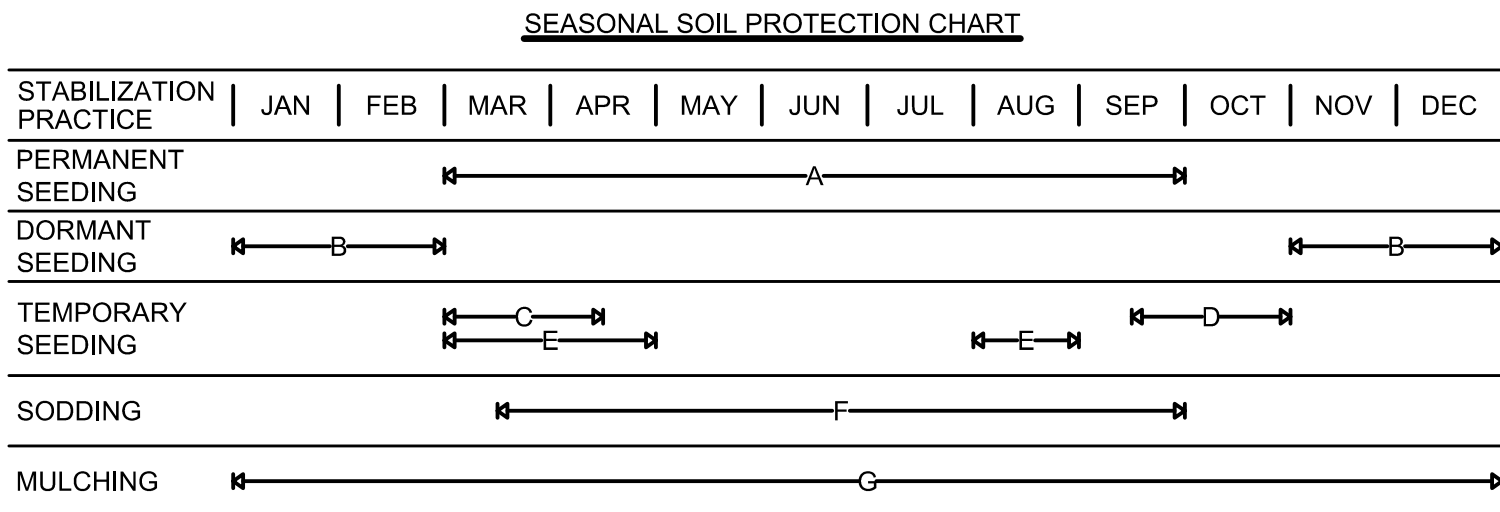 SEASONAL SOIL PROTECTION CHART
STABILIZATION PRACTICE | JAN | FEB | MAR | APR | MAY | JUN | JUL | AUG | SEP | OCT | NOV | DEC
PERMANENT
SEEDING
A
DORMANT
SEEDING
B B
TEMPORARY
SEEDING
C D
E E
SODDING
F
MULCHING
G